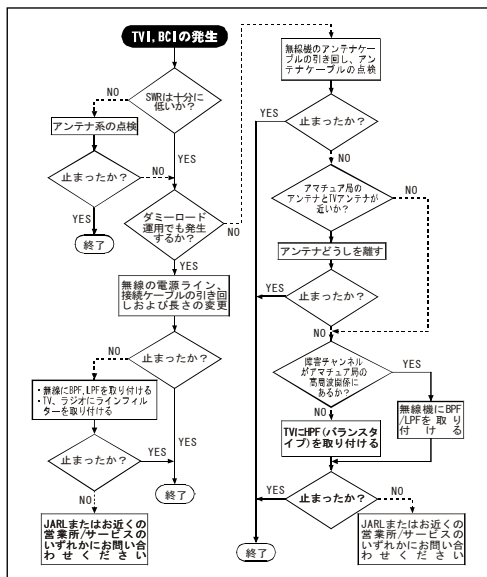 TVI,BCIの発生
SWRは十分に
低いか？
NO
アンテナ系の点検
YES
止まったか？
NO
YES
終了
ダミーロード
運用でも発生
するか？
NO
YES
無線の電源ライン、
接続ケーブルの引き回
しおよび長さの変更
止まったか？
NO
YES
・無線にBPF,LPFを取り付ける
・TV、ラジオにラインフィル
ターを取り付ける
止まったか？
YES
NO
終了
JARLまたはお近くの
営業所/サービスの
いずれかにお問い合
わせください
無線機のアンテナケー
ブルの引き回し、アン
テナケーブルの点検
YES
止まったか？
NO
アマチュア局の
アンテナとTVアンテナが
近いか？
NO
YES
アンテナどうしを離す
YES
止まったか？
NO
障害チャンネル
がアマチュア局の
高周波関係に
あるか？
YES
NO
無線機にBPF
/LPFを取り
付ける
TVにHPF(バランスタ
イプ)を取り付ける
YES
止まったか？
NO
終了
JARLまたはお近くの
営業所/サービスの
いずれかにお問い合
わせください